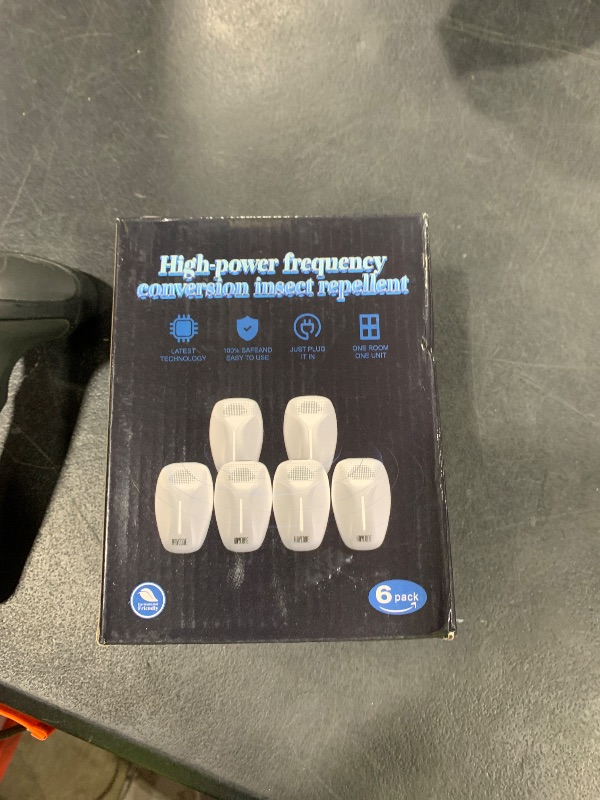 High-power frequency
conversion insect repellent
LATEST
TECHNOLOGY
100% SAFEAND
EASY TO USE
JUST PLUG
IT IN
ONE ROOM
ONE UNIT
Friendly
6 pack